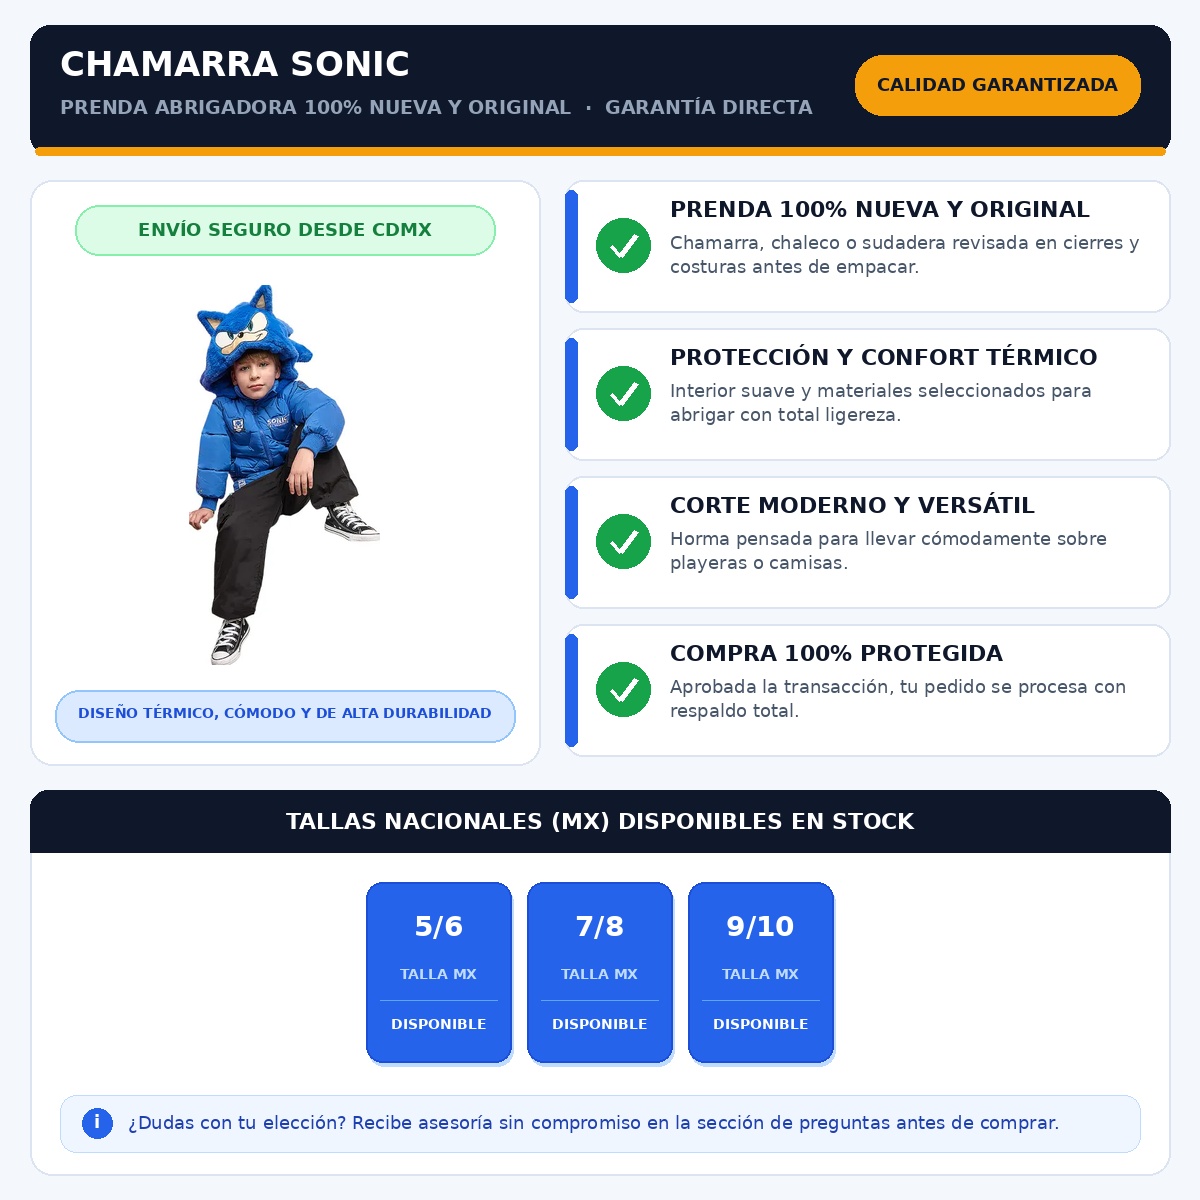 CHAMARRA SONIC
PRENDA ABRIGADORA 100% NUEVA Y ORIGINAL · GARANTÍA DIRECTA
CALIDAD GARANTIZADA
ENVÍO SEGURO DESDE CDMX
SONIC
DISEÑO TÉRMICO, CÓMODO Y DE ALTA DURABILIDAD
PRENDA 100% NUEVA Y ORIGINAL
Chamarra, chaleco o sudadera revisada en cierres y
costuras antes de empacar.
PROTECCIÓN Y CONFORT TÉRMICO
Interior suave y materiales seleccionados para
abrigar con total ligereza.
CORTE MODERNO Y VERSÁTIL
Horma pensada para llevar cómodamente sobre
playeras o camisas.
COMPRA 100% PROTEGIDA
Aprobada la transacción, tu pedido se procesa con
respaldo total.
TALLAS NACIONALES (MX) DISPONIBLES EN STOCK
5/6
TALLA MX
DISPONIBLE
7/8
TALLA MX
DISPONIBLE
9/10
TALLA MX
DISPONIBLE
i
¿Dudas con tu elección? Recibe asesoría sin compromiso en la sección de preguntas antes de comprar.